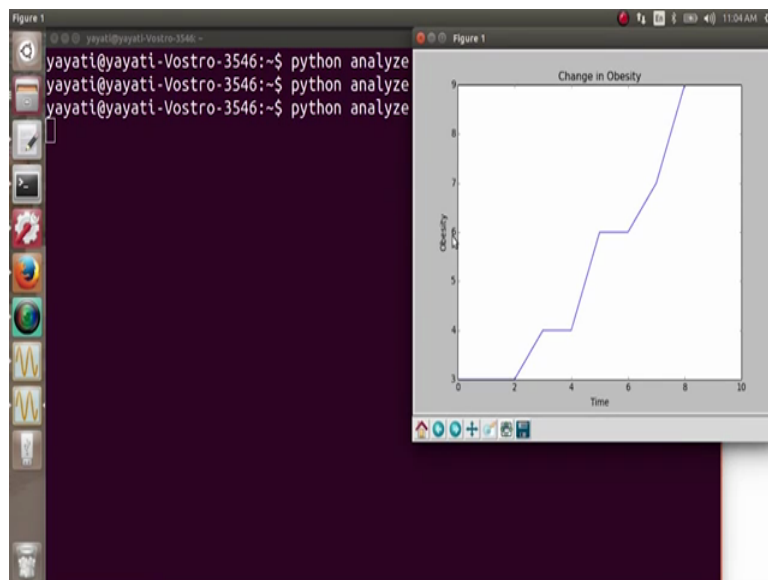 Figure 1
En
11:04 AM
yayati@yayati-Vostro-3546: ~
yayati@yayati-Vostro-3546:~$ python analyze
yayati@yayati-Vostro-3546:~$ python analyze
yayati@yayati-Vostro-3546:~$ python analyze
Figure 1
Change in Obesity
9
8
7
6
5
4
3
Obesity
0 2 4 6 8 10
Time